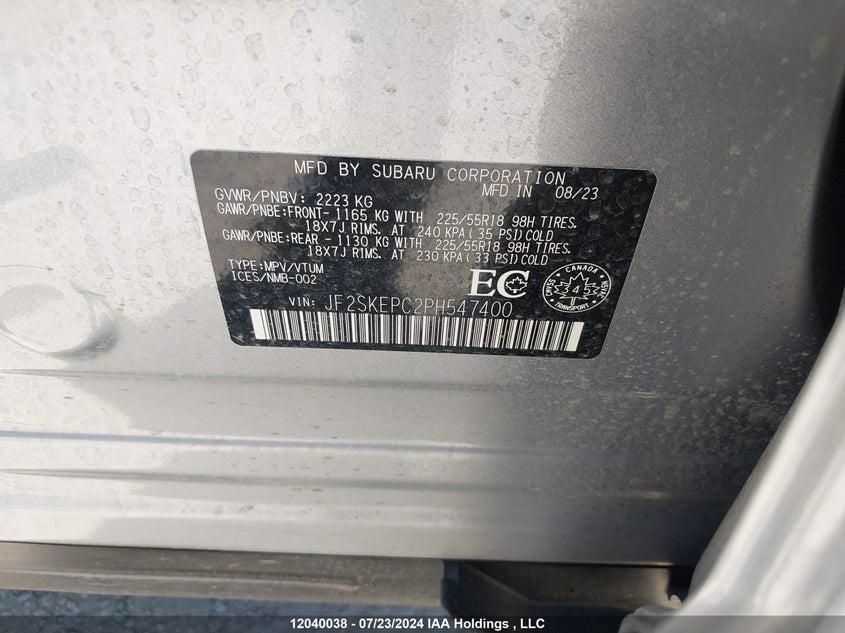 MFD BY SUBARU CORPORATION
MFD IN 08/23
GVWR/PNBV: 2223 KG
GAWR/PNBE:FRONT- 1165 KG WITH 225/55R18 98H TIRES.
18X7J RIMS. AT 240 KPA(35 PSI)COLD
GAWR/PNBE:REAR - 1130 KG WITH 225/55R18 98H TIRES.
18X7J RIMS. AT 230 KPA(33 PSI)COLD
TYPE:MPV/VTUM
ICES/NMB-002
EC
CANADA
345
TRANSPORT
VIN: JF2SKEPC2PH547400
12040038 - 07/23/2024 IAA Holdings , LLC